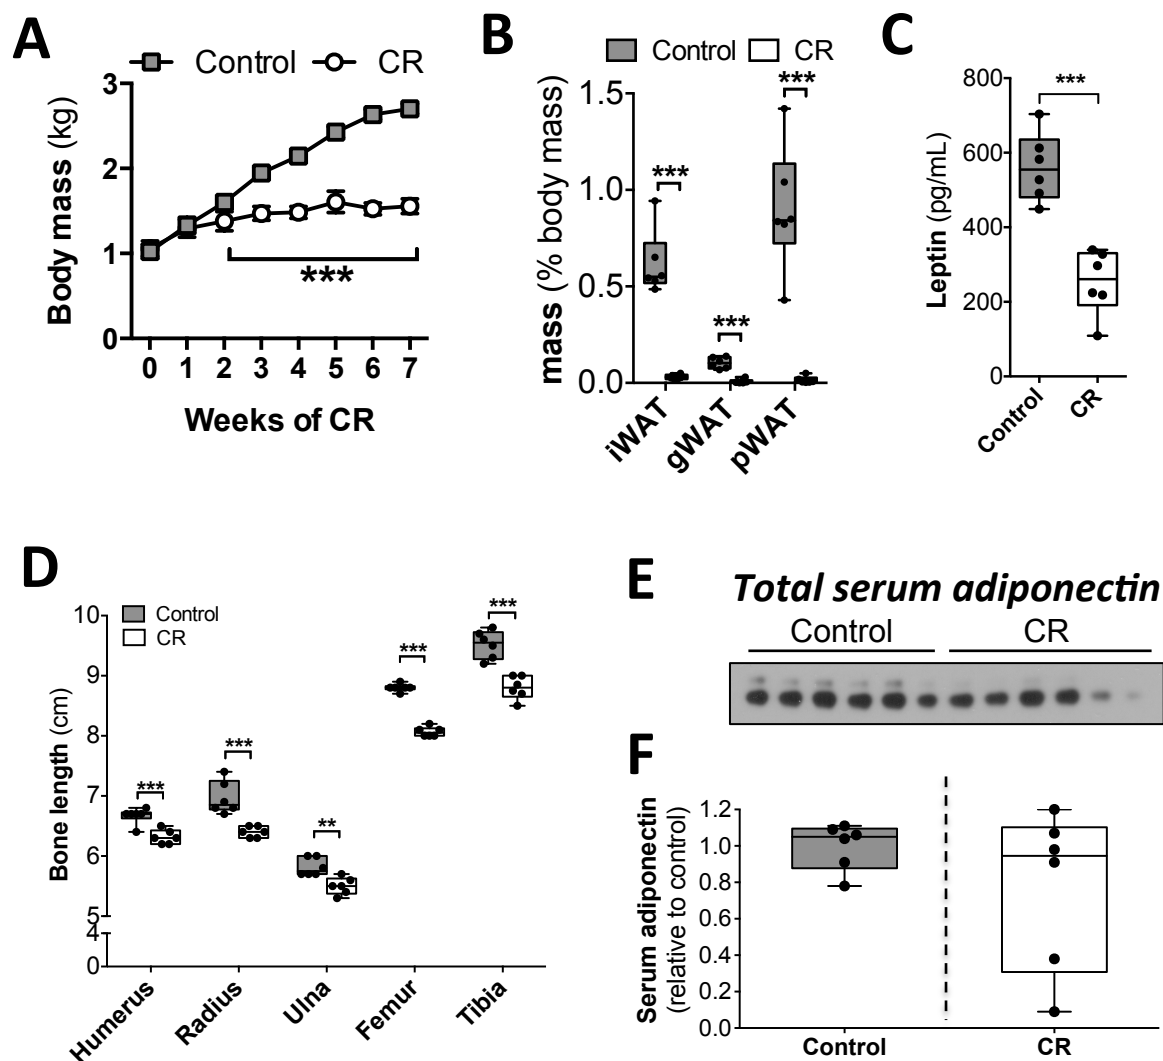 A
Control
CR
Body mass (kg)
3
2
1
0
***
0 1 2 3 4 5 6 7
Weeks of CR
B
Control
CR
mass (% body mass)
1.5
1.0
0.5
0.0
***
***
***
iWAT
gWAT
pWAT
C
Leptin (pg/mL)
800
600
400
200
0
***
Control
CR
D
Control
CR
Bone length (cm)
10
9
8
7
6
5
4
0
***
***
**
***
***
Humerus
Radius
Ulna
Femur
Tibia
E
Total serum adiponectin
Control
CR
F
Serum adiponectin
(relative to control)
1.2
1.0
0.8
0.6
0.4
0.2
0.0
Control
CR